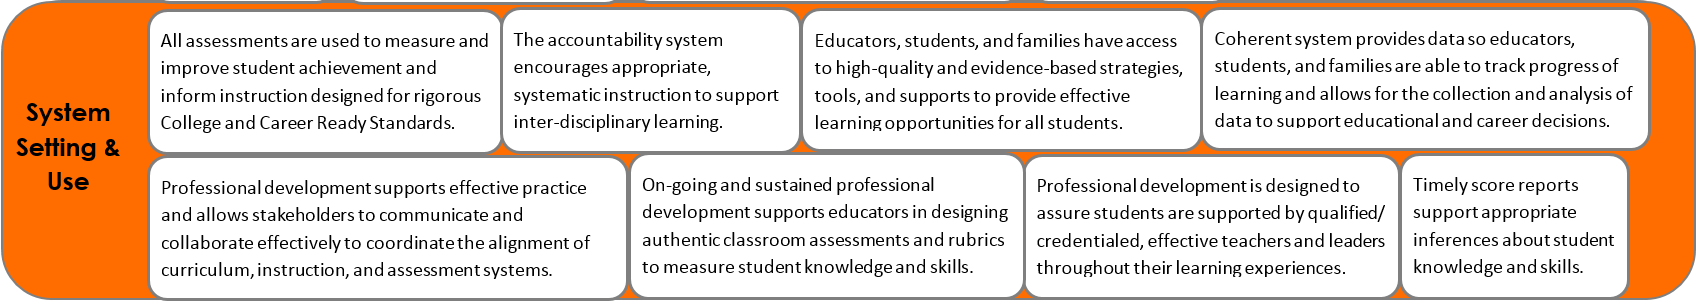 System
Setting &
Use
All assessments are used to measure and
improve student achievement and
inform instruction designed for rigorous
College and Career Ready Standards.
The accountability system
encourages appropriate,
systematic instruction to support
inter-disciplinary learning.
Educators, students, and families have access
to high-quality and evidence-based strategies,
tools, and supports to provide effective
learning opportunities for all students.
Coherent system provides data so educators,
students, and families are able to track progress of
learning and allows for the collection and analysis of
data to support educational and career decisions.
Professional development supports effective practice
and allows stakeholders to communicate and
collaborate effectively to coordinate the alignment of
curriculum, instruction, and assessment systems.
On-going and sustained professional
development supports educators in designing
authentic classroom assessments and rubrics
to measure student knowledge and skills.
Professional development is designed to
assure students are supported by qualified/
credentialed, effective teachers and leaders
throughout their learning experiences.
Timely score reports
support appropriate
inferences about student
knowledge and skills.